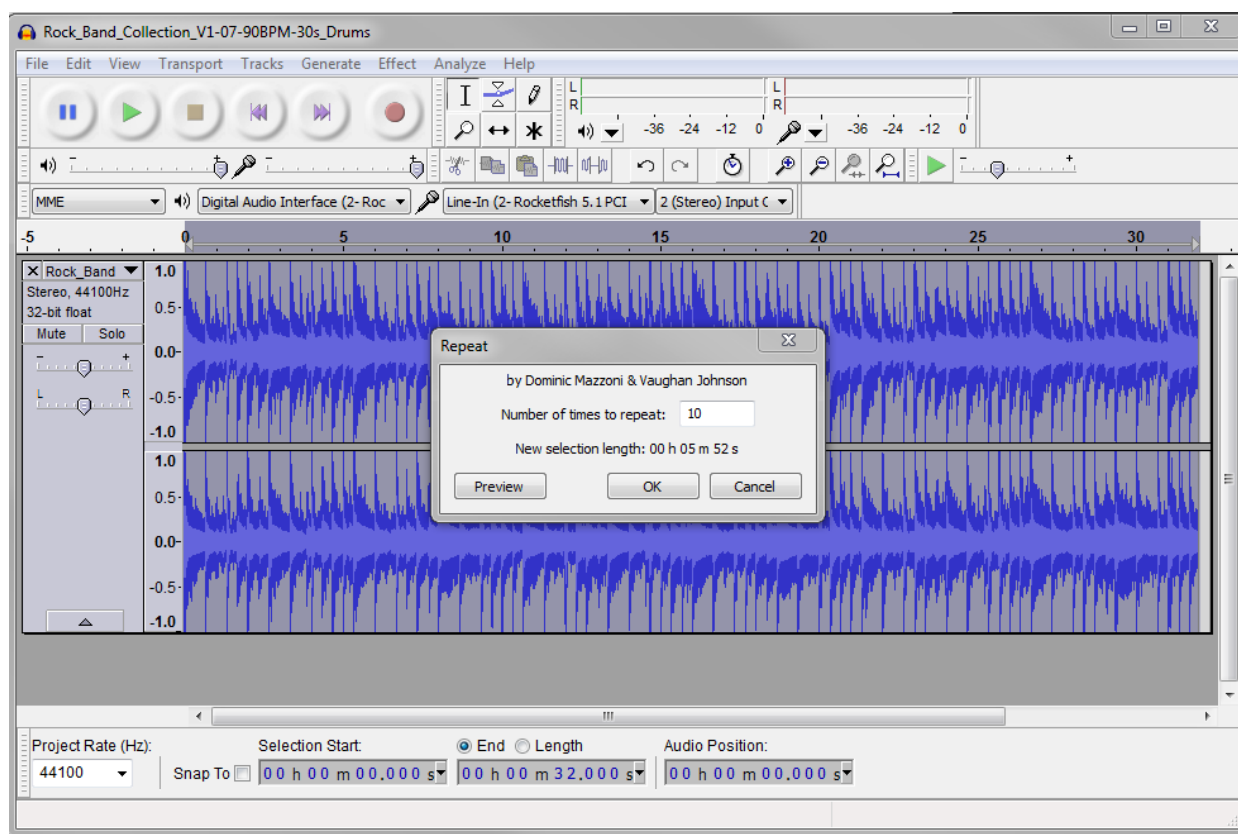 Rock_Band_Collection_V1-07-90BPM-30s_Drums
File Edit View Transport Tracks Generate Effect Analyze Help
L
R
-36 -24 -12 0
L
R
-36 -24 -12 0
MME
Digital Audio Interface (2- Roc
Line-In (2- Rocketfish 5.1 PCI
2 (Stereo) Input C
-5 0 5 10 15 20 25 30
X Rock_Band
Stereo, 44100Hz
32-bit float
Mute Solo
- +
L R
1.0
0.5-
0.0-
-0.5-
-1.0
1.0
0.5-
0.0-
-0.5-
-1.0
Repeat
by Dominic Mazzoni & Vaughan Johnson
Number of times to repeat: 10
New selection length: 00 h 05 m 52 s
Preview OK Cancel
Project Rate (Hz): Selection Start: End Length Audio Position:
44100 Snap To 00 h 00 m 00.000 s 00 h 00 m 32.000 s 00 h 00 m 00.000 s